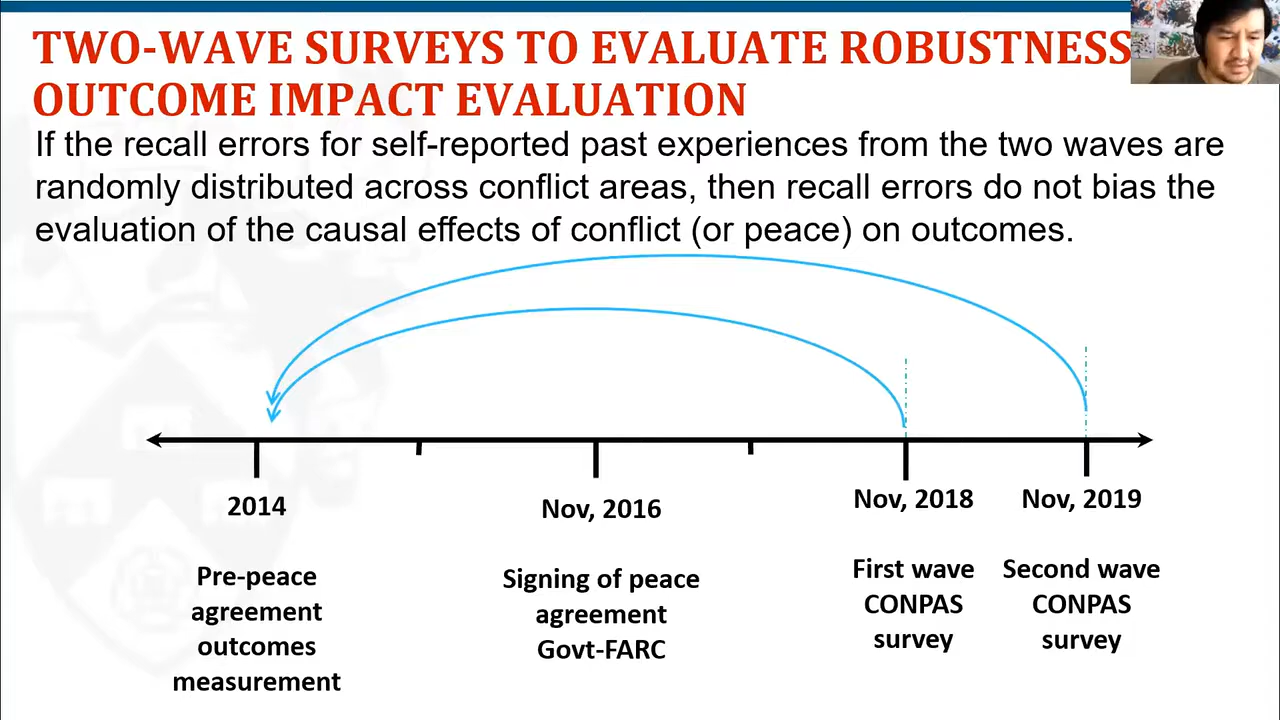 TWO-WAVE SURVEYS TO EVALUATE ROBUSTNESS
OUTCOME IMPACT EVALUATION
If the recall errors for self-reported past experiences from the two waves are
randomly distributed across conflict areas, then recall errors do not bias the
evaluation of the causal effects of conflict (or peace) on outcomes.
2014
Pre-peace
agreement
outcomes
measurement
Nov, 2016
Signing of peace
agreement
Govt-FARC
Nov, 2018
First wave
CONPAS
survey
Nov, 2019
Second wave
CONPAS
survey